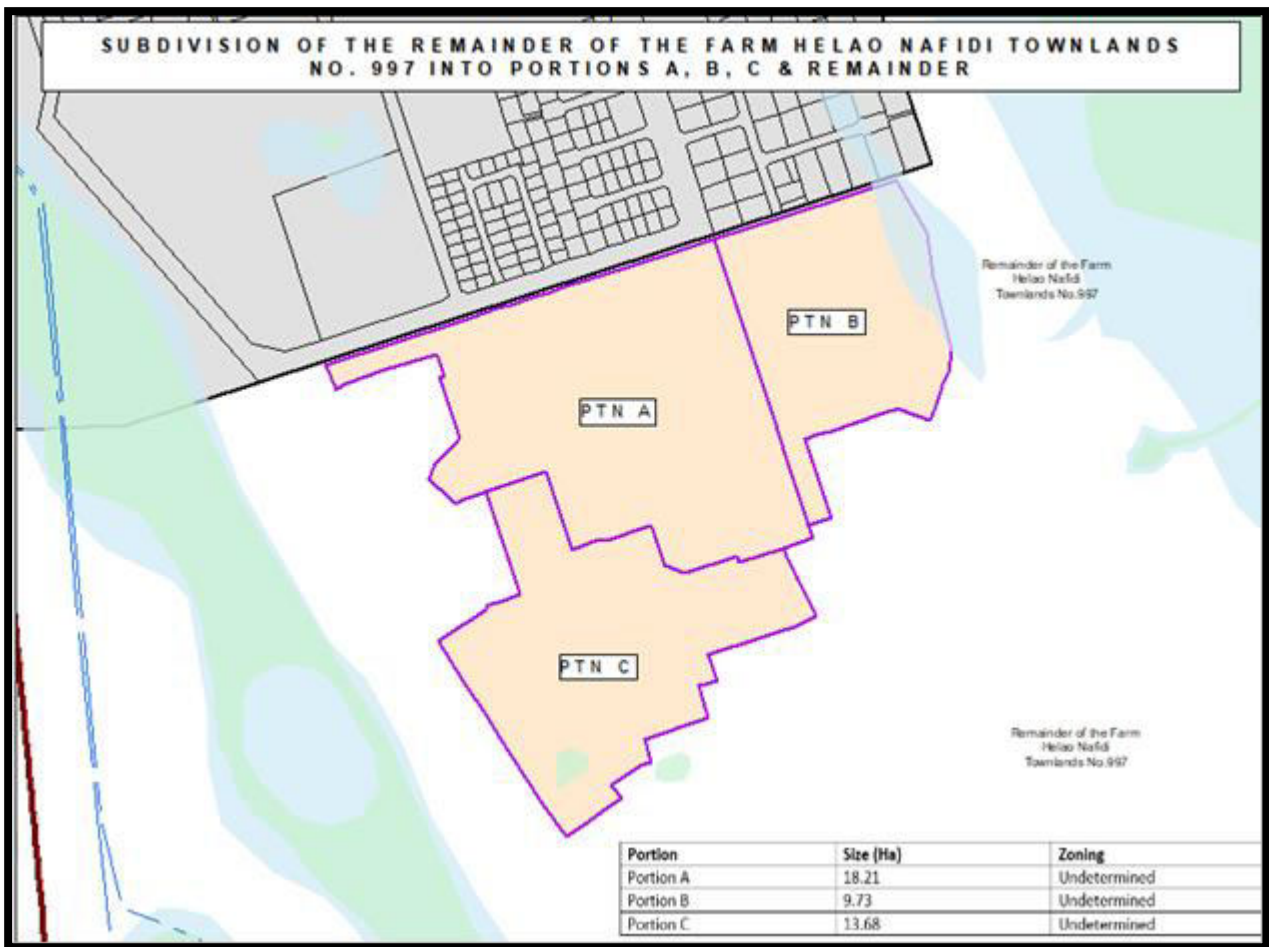 SUBDIVISION OF THE REMAINDER OF THE FARM HELAO NAFIDI TOWNLANDS
NO. 997 INTO PORTIONS A, B, C & REMAINDER
Remainder of the Farm
Helao Nafidi
Townlands No.997
PTN B
PTN A
PTN C
Remainder of the Farm
Helao Nafidi
Townlands No.997
Portion Size (Ha) Zoning
Portion A 18.21 Undetermined
Portion B 9.73 Undetermined
Portion C 13.68 Undetermined